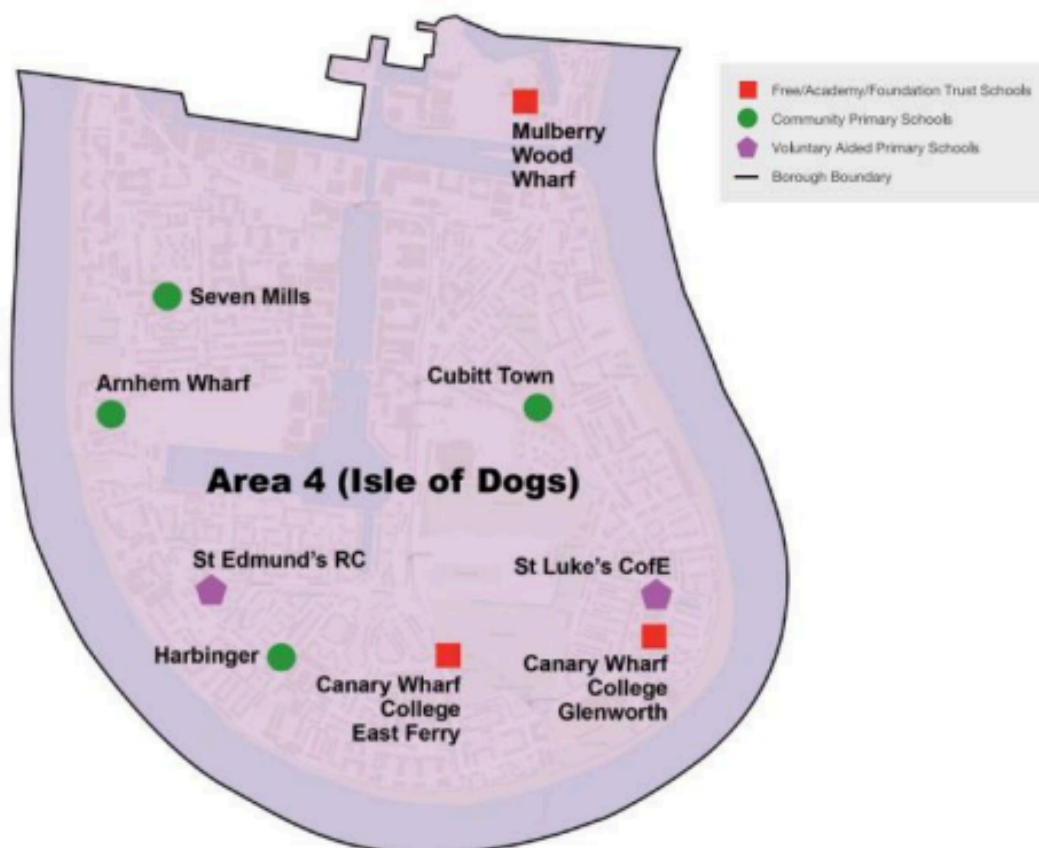 Free/Academy/Foundation Trust Schools
Community Primary Schools
Voluntary Aided Primary Schools
Borough Boundary
Mulberry
Wood
Wharf
Seven Mills
Arnhem Wharf
Cubitt Town
Area 4 (Isle of Dogs)
St Edmund's RC
St Luke's CofE
Harbinger
Canary Wharf
College
East Ferry
Canary Wharf
College
Glenworth